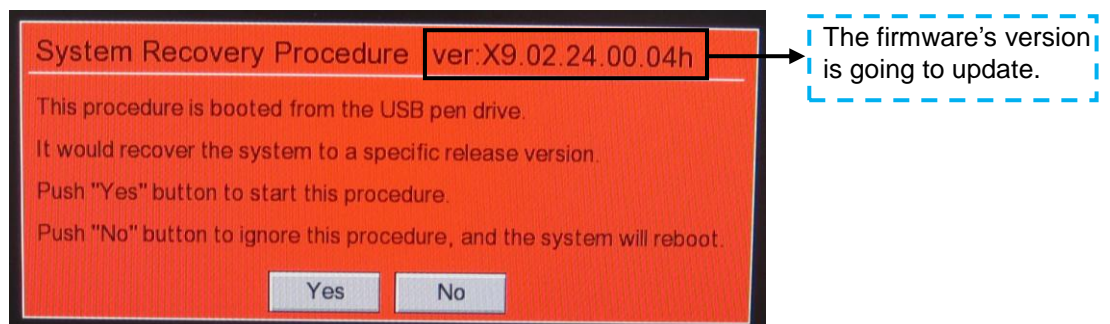 System Recovery Procedure ver:X9.02.24.00.04h
This procedure is booted from the USB pen drive.
It would recover the system to a specific release version.
Push "Yes" button to start this procedure.
Push "No" button to ignore this procedure, and the system will reboot.
Yes No
The firmware's version
is going to update.